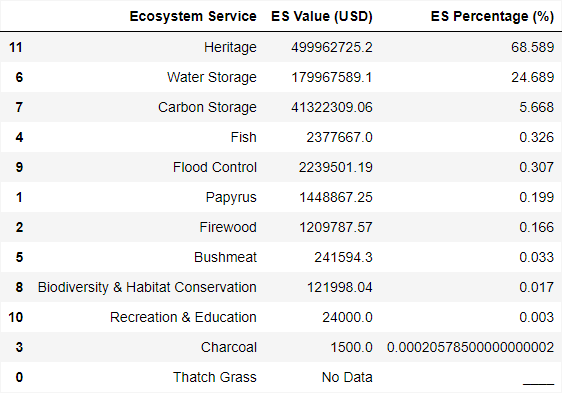 Ecosystem Service ES Value (USD) ES Percentage (%)
11 Heritage 499962725.2 68.589
6 Water Storage 179967589.1 24.689
7 Carbon Storage 41322309.06 5.668
4 Fish 2377667.0 0.326
9 Flood Control 2239501.19 0.307
1 Papyrus 1448867.25 0.199
2 Firewood 1209787.57 0.166
5 Bushmeat 241594.3 0.033
8 Biodiversity & Habitat Conservation 121998.04 0.017
10 Recreation & Education 24000.0 0.003
3 Charcoal 1500.0 0.00020578500000000002
0 Thatch Grass No Data ____